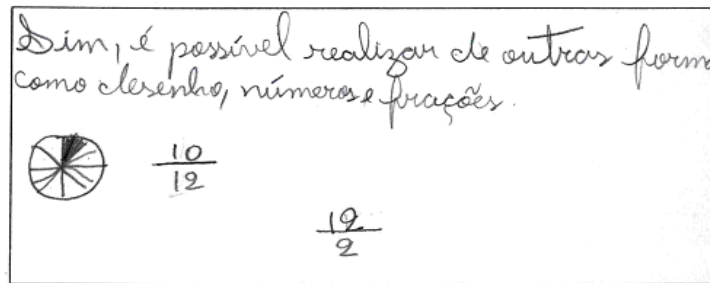 Sim, é possível realizar de outras form
como desenho, números e frações.
10
12
12
2